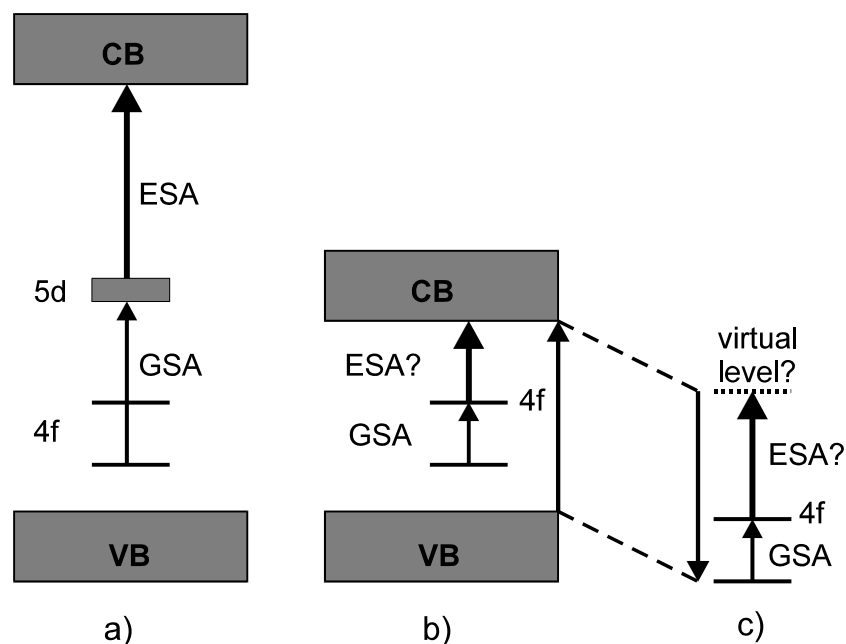 CB
ESA
5d
GSA
4f
VB
a)
CB
ESA?
4f
GSA
VB
b)
virtual
level?
ESA?
4f
GSA
c)